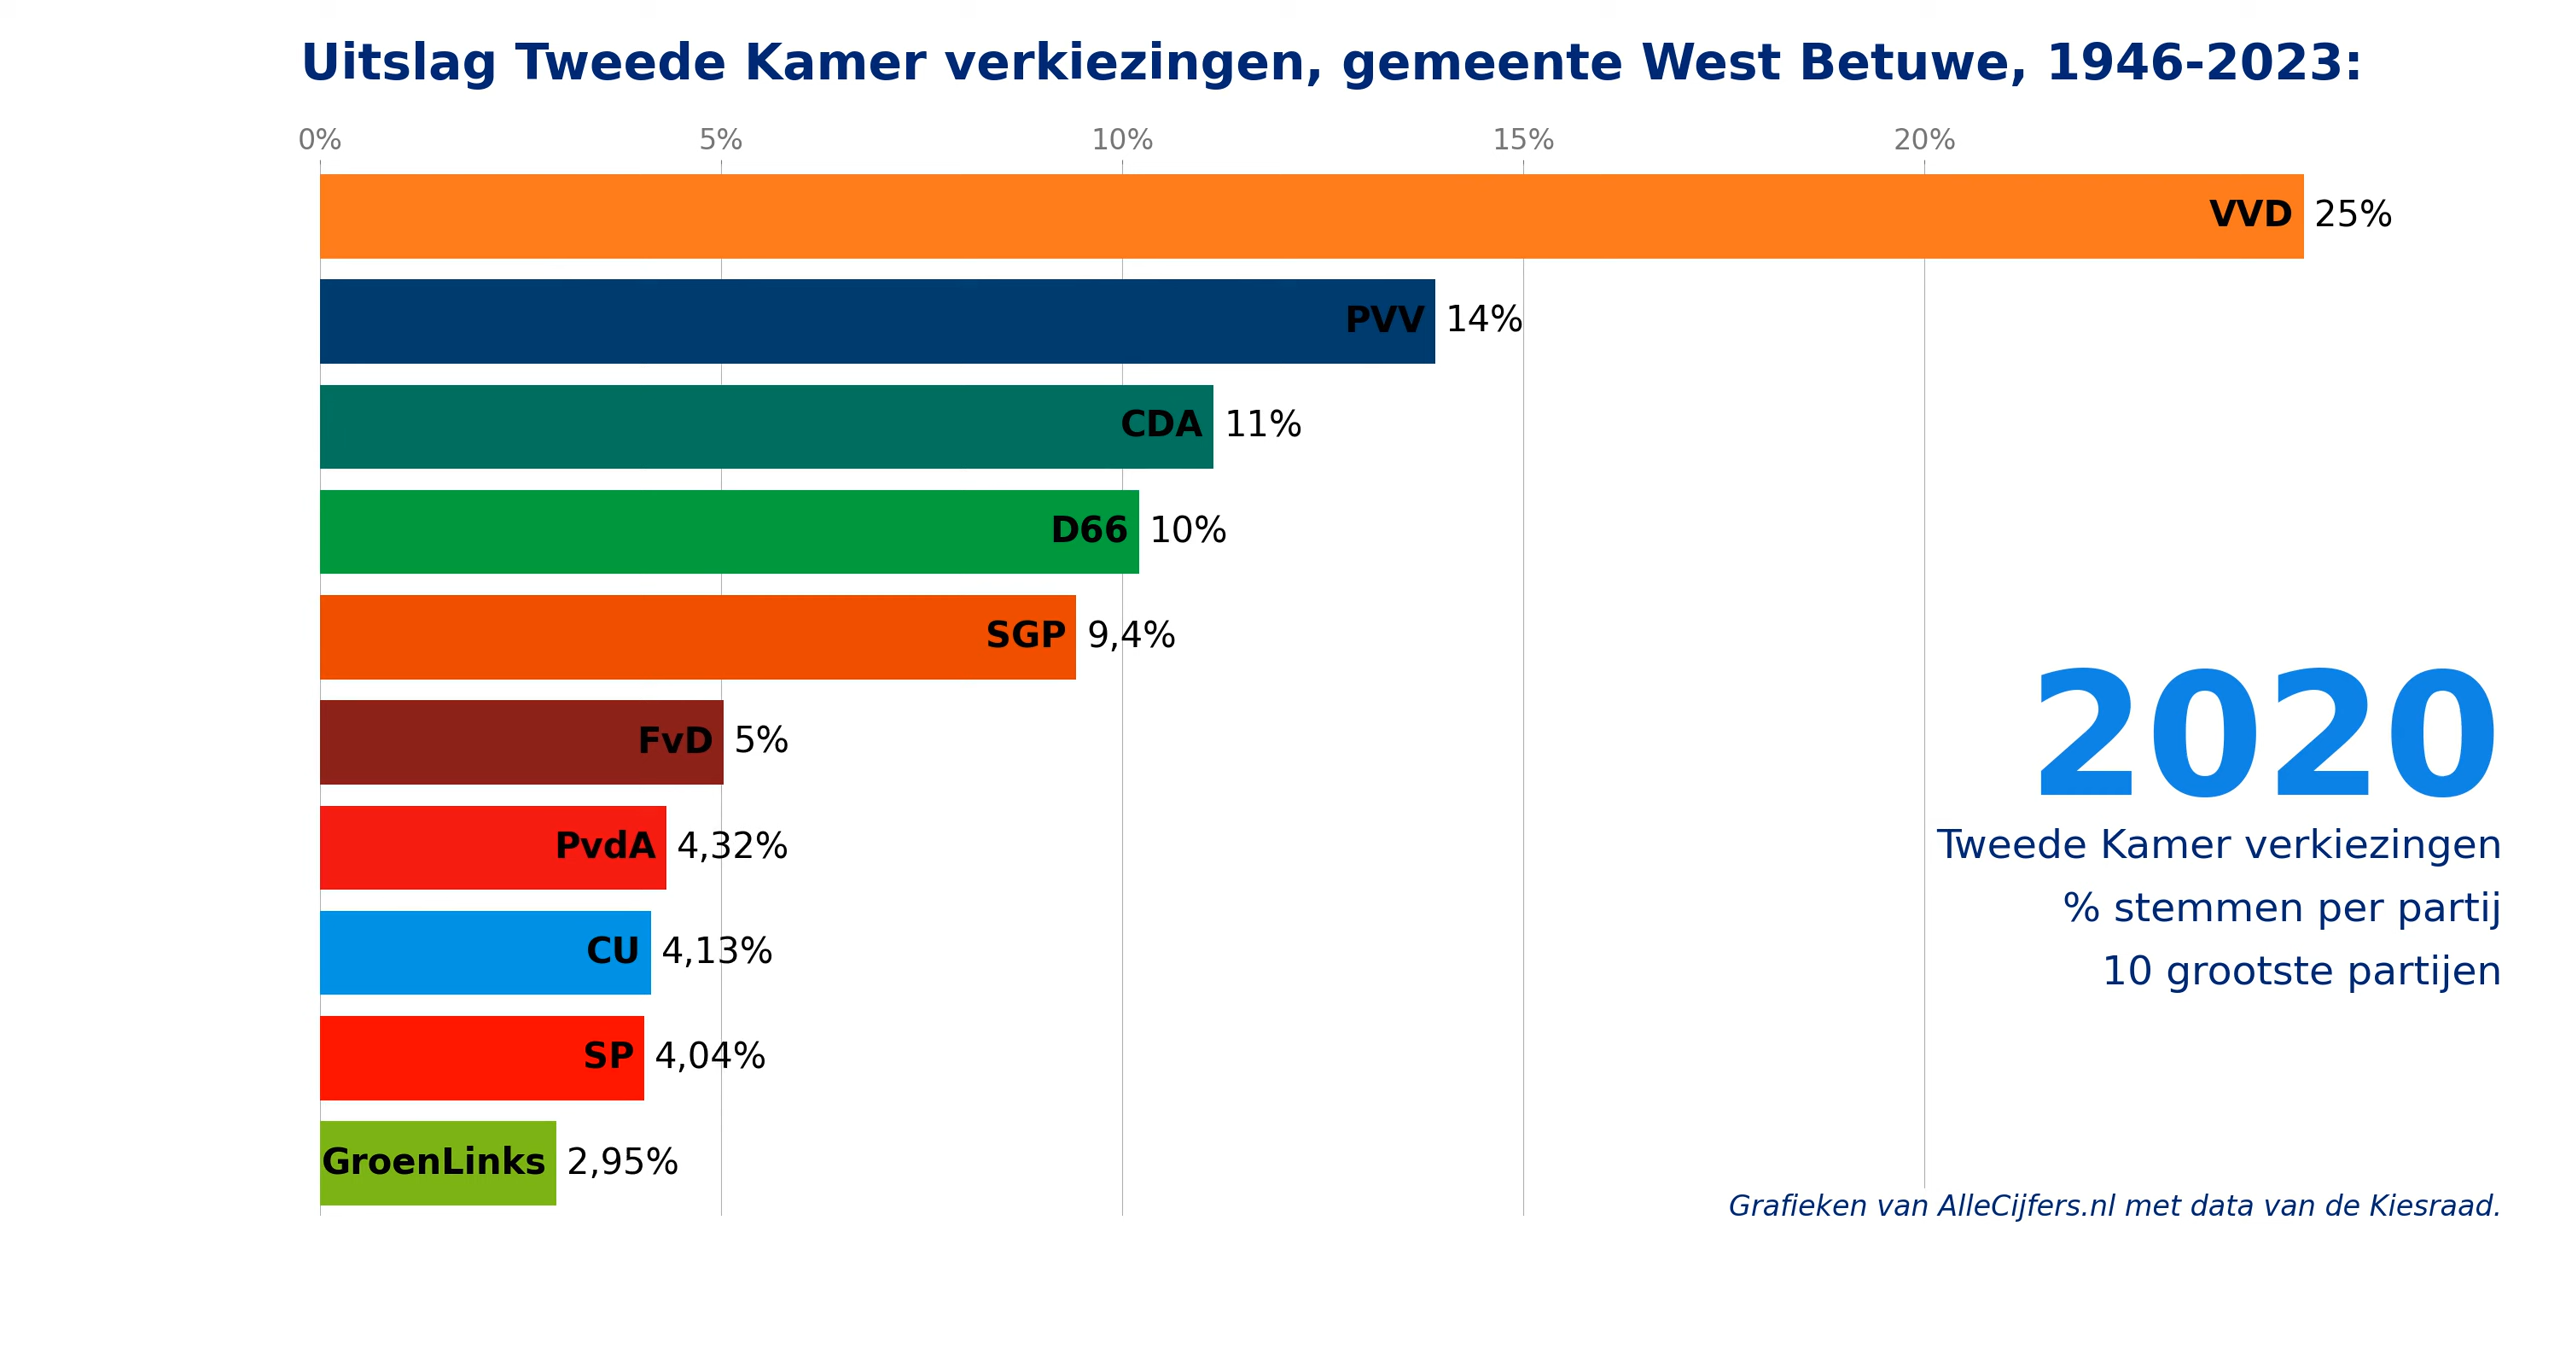 Uitslag Tweede Kamer verkiezingen, gemeente West Betuwe, 1946-2023:
0% 5% 10% 15% 20%
VVD 25%
PVV 14%
CDA 11%
D66 10%
SGP 9,4%
FvD 5%
PvdA 4,32%
CU 4,13%
SP 4,04%
GroenLinks 2,95%
2020
Tweede Kamer verkiezingen
% stemmen per partij
10 grootste partijen
Grafieken van AlleCijfers.nl met data van de Kiesraad.